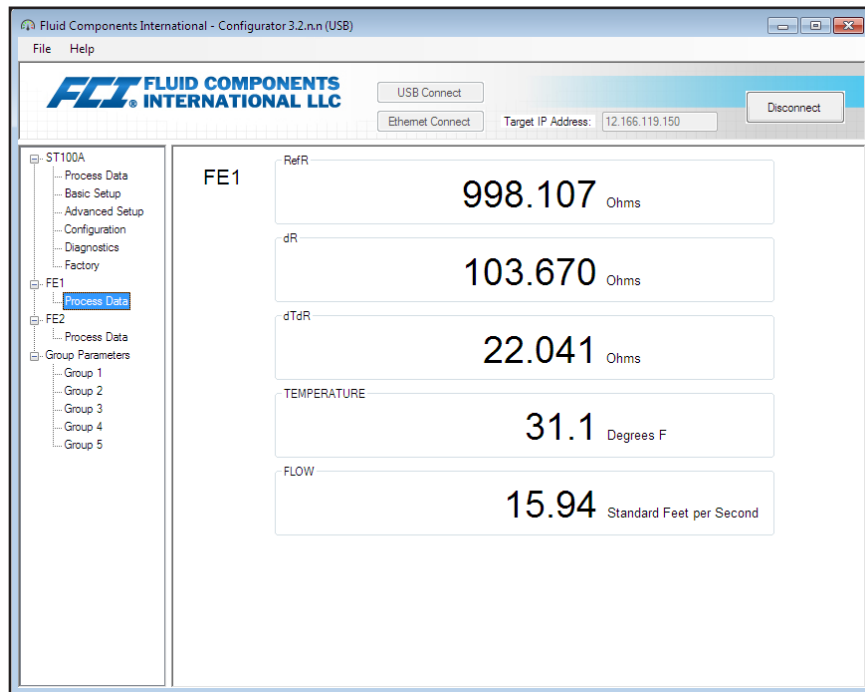 Fluid Components International - Configurator 3.2.n.n (USB)
File Help
FCI® FLUID COMPONENTS
INTERNATIONAL LLC
USB Connect
Ethernet Connect Target IP Address: 12.166.119.150
Disconnect
ST100A
Process Data
Basic Setup
Advanced Setup
Configuration
Diagnostics
Factory
FE1
Process Data
FE2
Process Data
Group Parameters
Group 1
Group 2
Group 3
Group 4
Group 5
FE1
RefR
998.107 Ohms
dR
103.670 Ohms
dTdR
22.041 Ohms
TEMPERATURE
31.1 Degrees F
FLOW
15.94 Standard Feet per Second